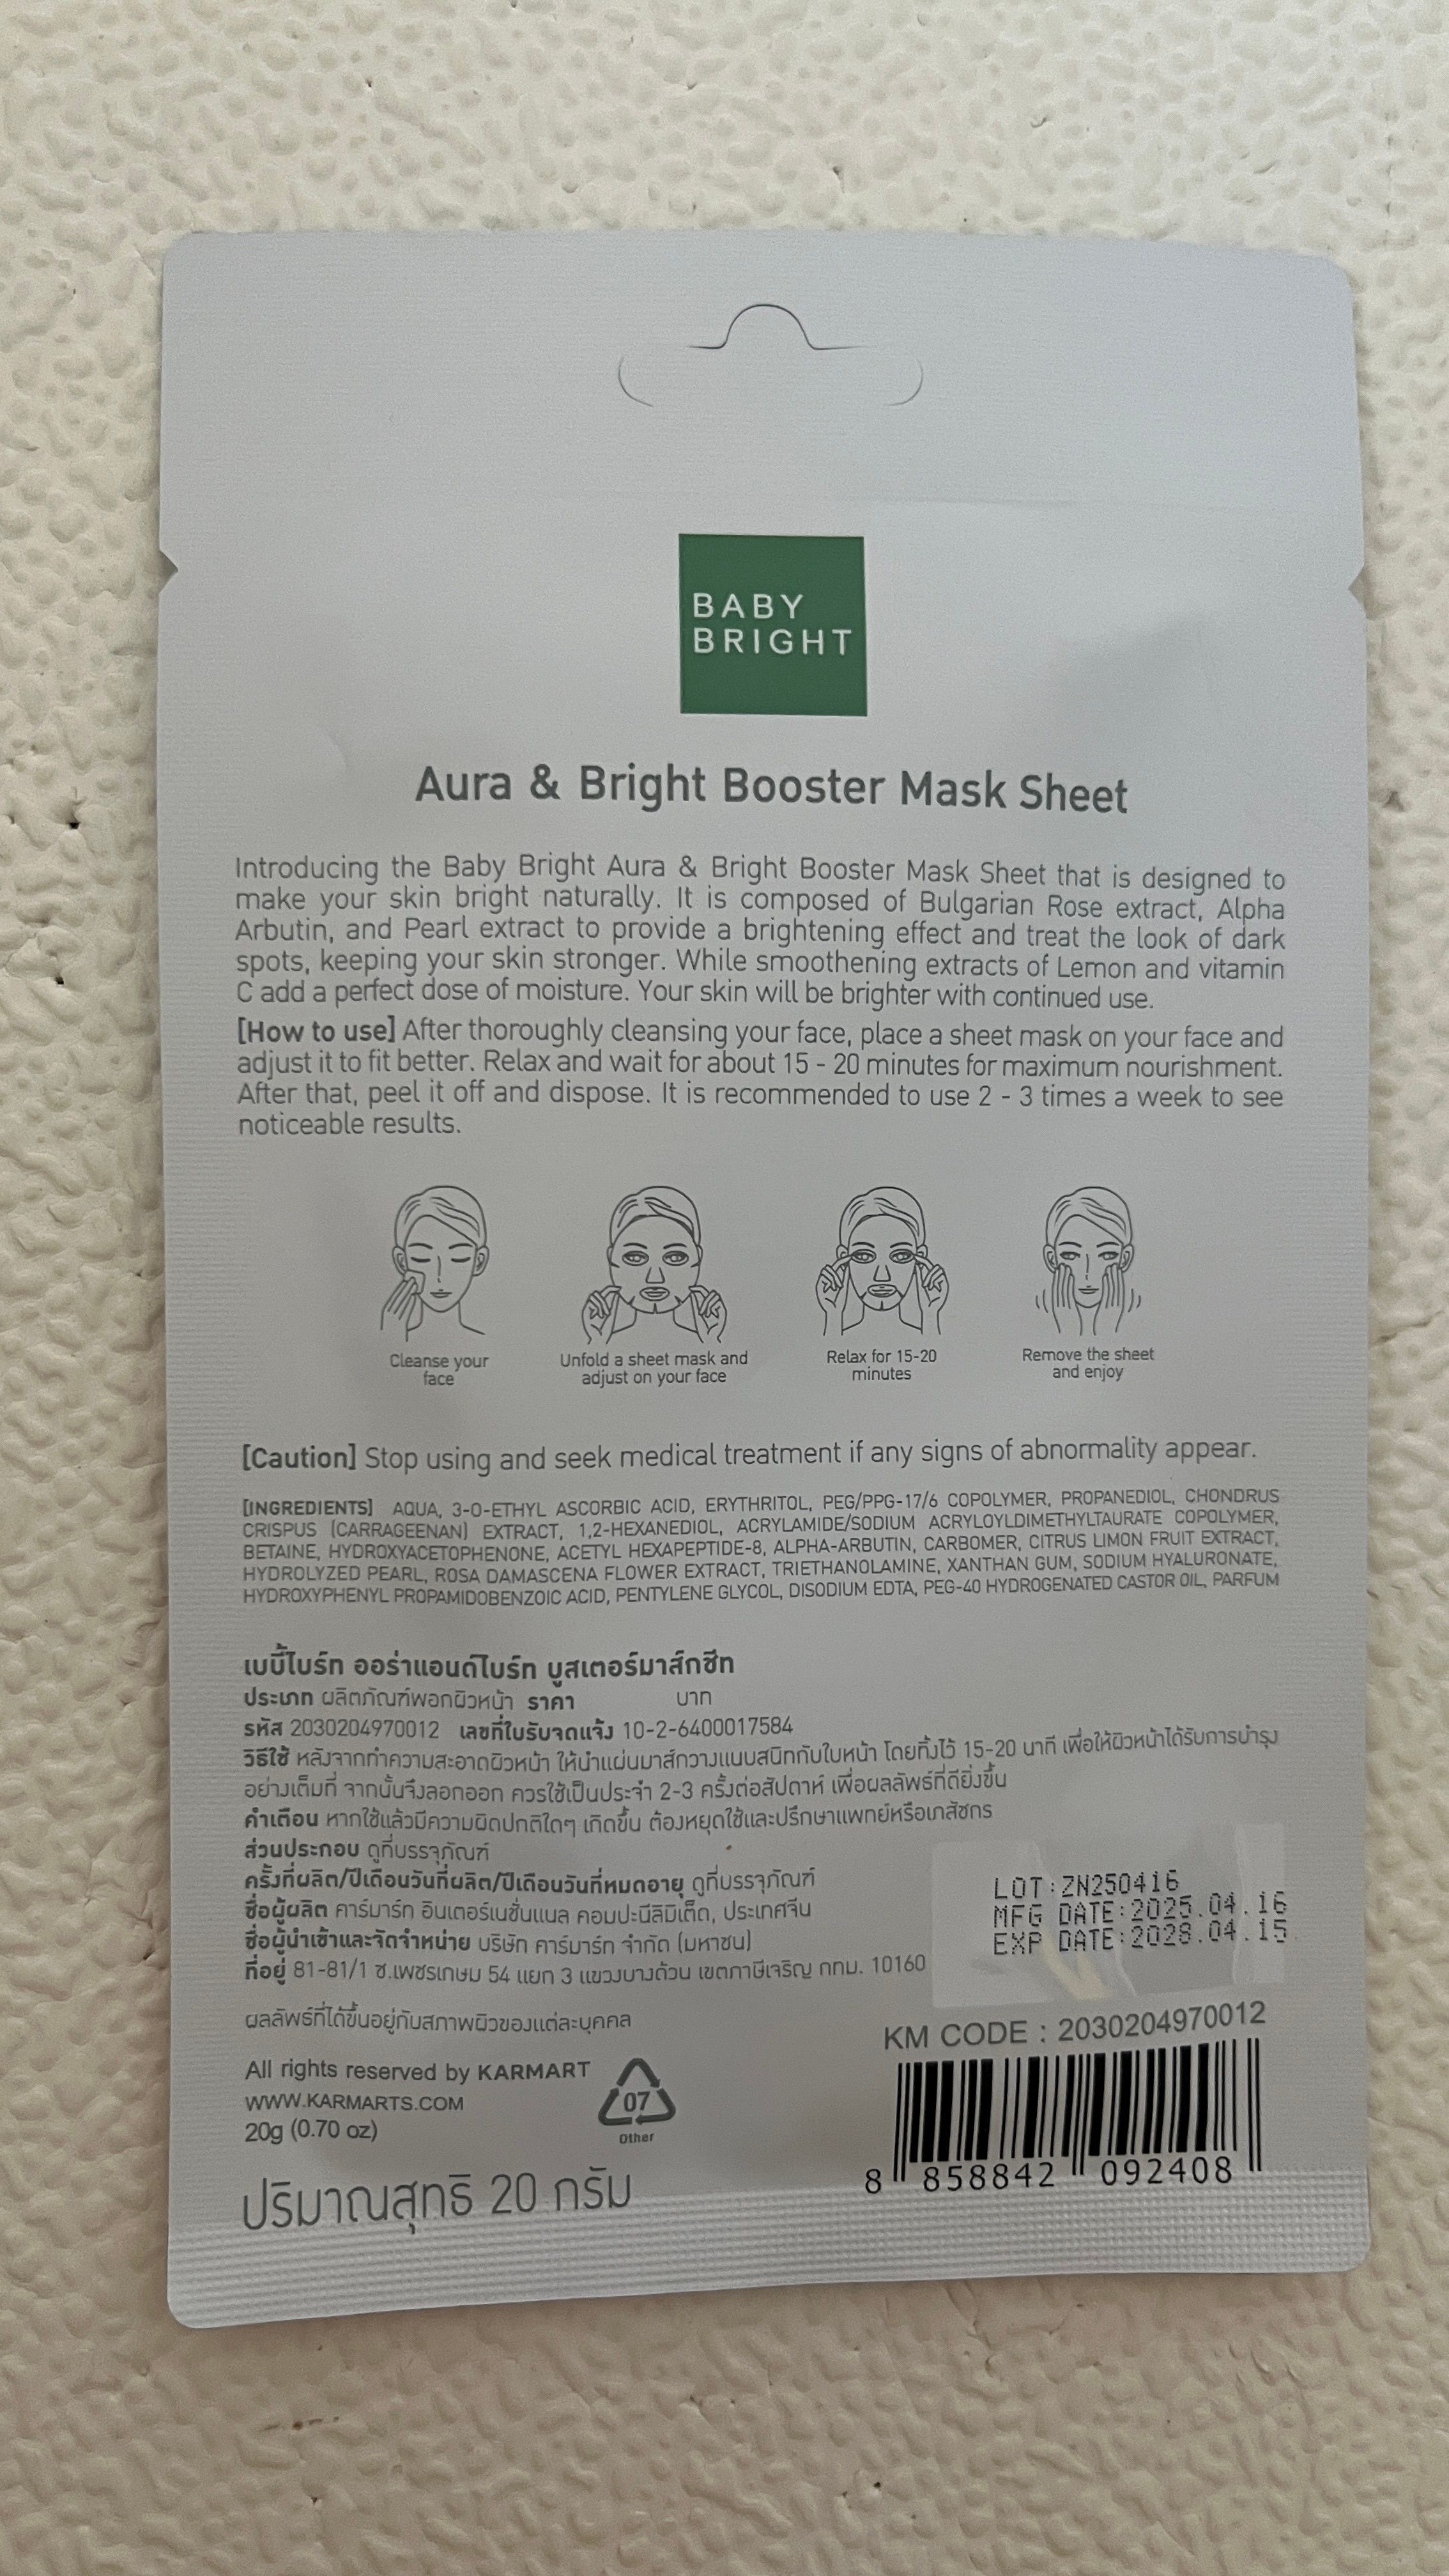 BABY
BRIGHT
Aura & Bright Booster Mask Sheet
Introducing the Baby Bright Aura & Bright Booster Mask Sheet that is designed to
make your skin bright naturally. It is composed of Bulgarian Rose extract, Alpha
Arbutin, and Pearl extract to provide a brightening effect and treat the look of dark
spots, keeping your skin stronger. While smoothening extracts of Lemon and vitamin
C add a perfect dose of moisture. Your skin will be brighter with continued use.
[How to use] After thoroughly cleansing your face, place a sheet mask on your face and
adjust it to fit better. Relax and wait for about 15 - 20 minutes for maximum nourishment.
After that, peel it off and dispose. It is recommended to use 2 - 3 times a week to see
noticeable results.
Cleanse your
face
Unfold a sheet mask and
adjust on your face
Relax for 15-20
minutes
Remove the sheet
and enjoy
[Caution] Stop using and seek medical treatment if any signs of abnormality appear.
[INGREDIENTS] AQUA, 3-O-ETHYL ASCORBIC ACID, ERYTHRITOL, PEG/PPG-17/6 COPOLYMER, PROPANEDIOL, CHONDRUS
CRISPUS (CARRAGEENAN) EXTRACT, 1,2-HEXANEDIOL, ACRYLAMIDE/SODIUM ACRYLOYLDIMETHYLTAURATE COPOLYMER,
BETAINE, HYDROXYACETOPHENONE, ACETYL HEXAPEPTIDE-8, ALPHA-ARBUTIN, CARBOMER, CITRUS LIMON FRUIT EXTRACT,
HYDROLYZED PEARL, ROSA DAMASCENA FLOWER EXTRACT, TRIETHANOLAMINE, XANTHAN GUM, SODIUM HYALURONATE,
HYDROXYPHENYL PROPAMIDOBENZOIC ACID, PENTYLENE GLYCOL, DISODIUM EDTA, PEG-40 HYDROGENATED CASTOR OIL, PARFUM
เบบี้ไบร์ท ออร่าแอนด์ไบร์ท บูสเตอร์มาส์กชีท
ประเภท ผลิตภัณฑ์พอกผิวหน้า ราคา บาท
รหัส 2030204970012 เลขที่ใบรับจดแจ้ง 10-2-6400017584
วิธีใช้ หลังจากทำความสะอาดผิวหน้า ให้นำแผ่นมาส์กวางแนบสนิทกับใบหน้า โดยทิ้งไว้ 15-20 นาที เพื่อให้ผิวหน้าได้รับการบำรุง
อย่างเต็มที่ จากนั้นจึงลอกออก ควรใช้เป็นประจำ 2-3 ครั้งต่อสัปดาห์ เพื่อผลลัพธ์ที่ดียิ่งขึ้น
คำเตือน หากใช้แล้วมีความผิดปกติใดๆ เกิดขึ้น ต้องหยุดใช้และปรึกษาแพทย์หรือเภสัชกร
ส่วนประกอบ ดูที่บรรจุภัณฑ์
ครั้งที่ผลิต/ปีเดือนวันที่ผลิต/ปีเดือนวันที่หมดอายุ ดูที่บรรจุภัณฑ์
ชื่อผู้ผลิต คาร์มาร์ท อินเตอร์เนชั่นแนล คอมปะนีลิมิเต็ด, ประเทศจีน
ชื่อผู้นำเข้าและจัดจำหน่าย บริษัท คาร์มาร์ท จำกัด (มหาชน)
ที่อยู่ 81-81/1 ซ.เพชรเกษม 54 แยก 3 แขวงบางด้วน เขตภาษีเจริญ กทม. 10160
LOT:ZN250416
MFG DATE:2025.04.16
EXP DATE:2028.04.15
ผลลัพธ์ที่ได้ขึ้นอยู่กับสภาพผิวของแต่ละบุคคล
KM CODE : 2030204970012
All rights reserved by KARMART
WWW.KARMARTS.COM
20g (0.70 oz)
07
Other
8 858842 092408
ปริมาณสุทธิ 20 กรัม